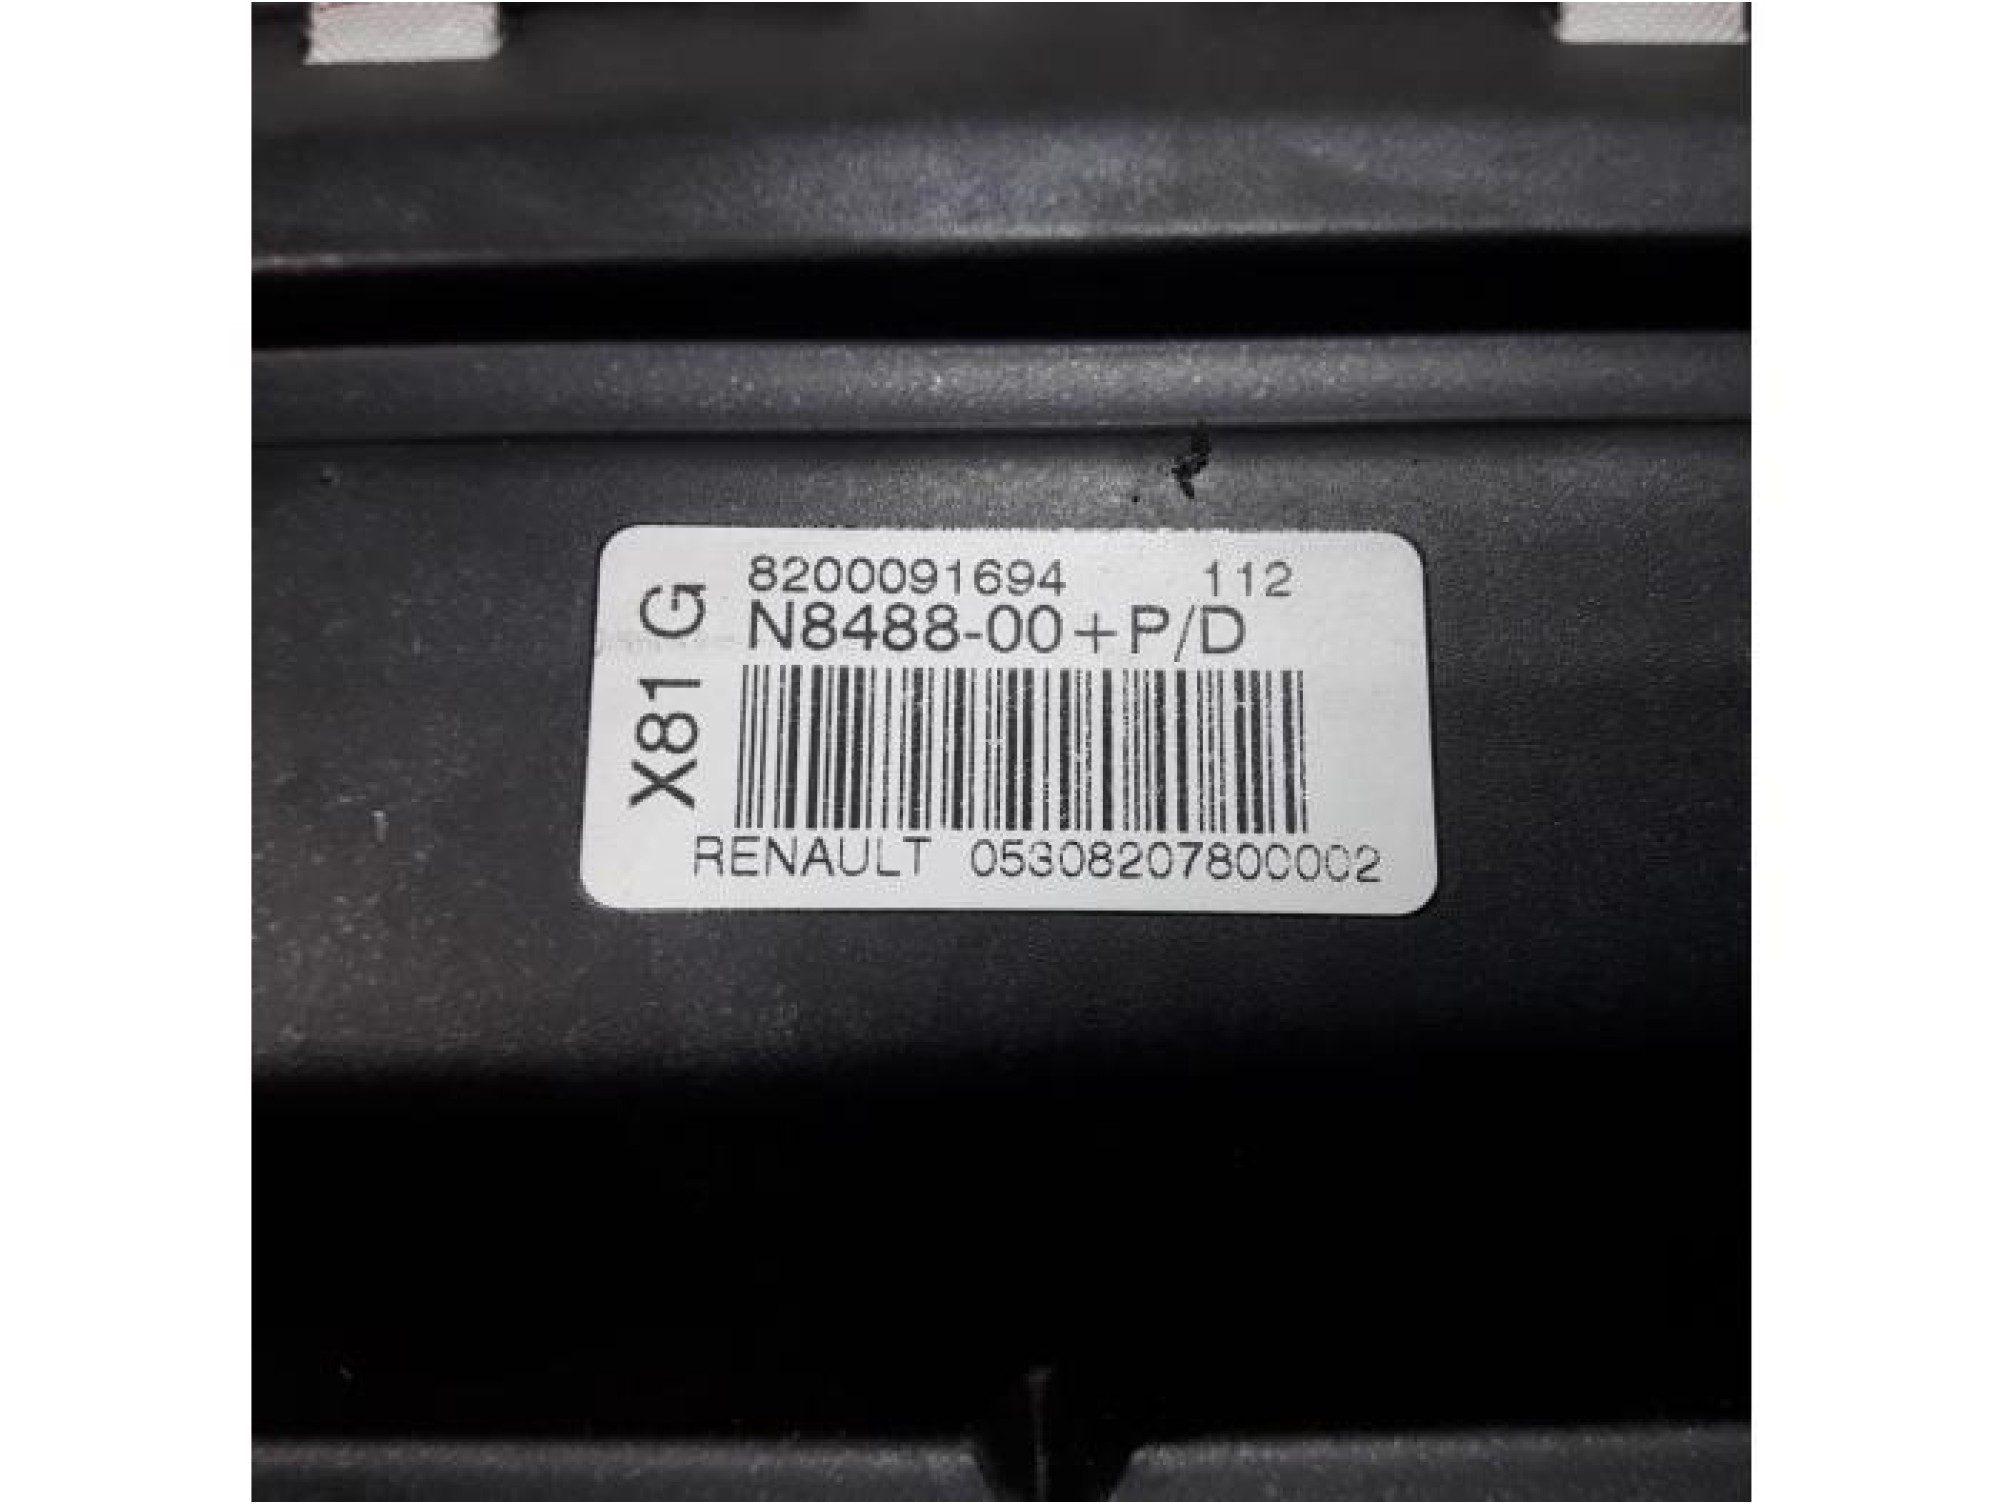 8200091694 112
N8488-00+P/D
X81 G
RENAULT 05308207800002